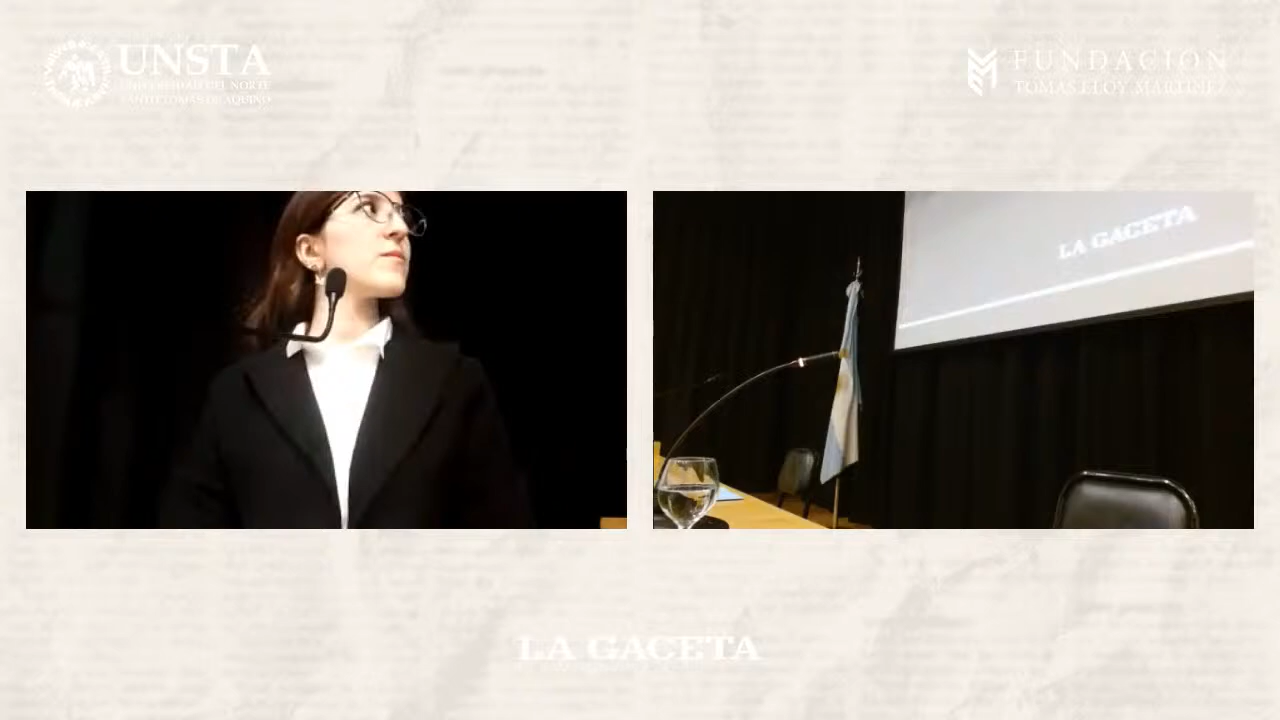 UNSTA
UNIVERSIDAD DEL NORTE
SANTO TOMÁS DE AQUINO
FUNDACIÓN
TOMÁS ELOY MARTÍNEZ
LA GACETA
LA GACETA